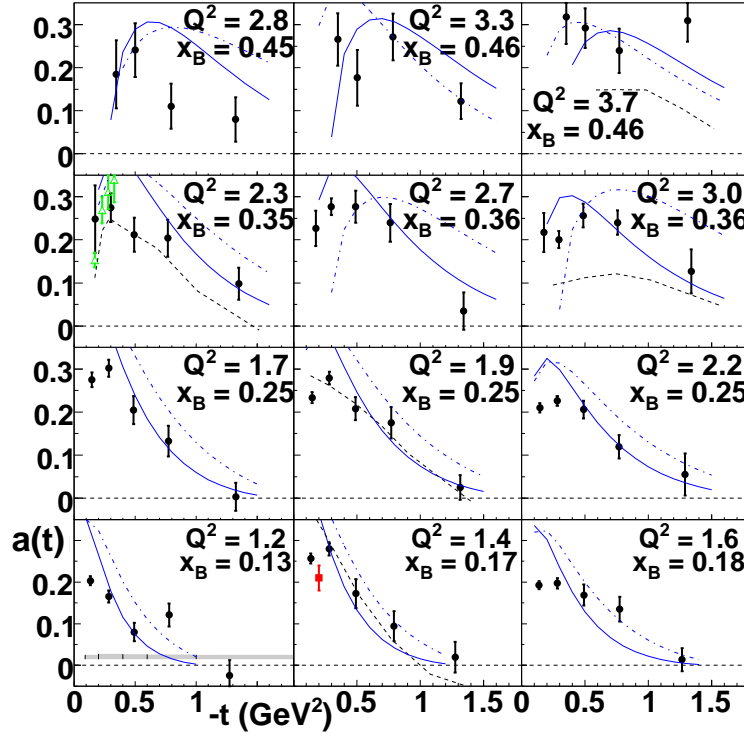 0.3
0.2
0.1
0
Q² = 2.8
x_B = 0.45
Q² = 3.3
x_B = 0.46
Q² = 3.7
x_B = 0.46
0.3
0.2
0.1
0
Q² = 2.3
x_B = 0.35
Q² = 2.7
x_B = 0.36
Q² = 3.0
x_B = 0.36
0.3
0.2
0.1
0
Q² = 1.7
x_B = 0.25
Q² = 1.9
x_B = 0.25
Q² = 2.2
x_B = 0.25
a(t)
0.2
0.1
0
Q² = 1.2
x_B = 0.13
Q² = 1.4
x_B = 0.17
Q² = 1.6
x_B = 0.18
0 0.5 1 1.5 0 0.5 1 1.5 0 0.5 1 1.5
-t (GeV²)